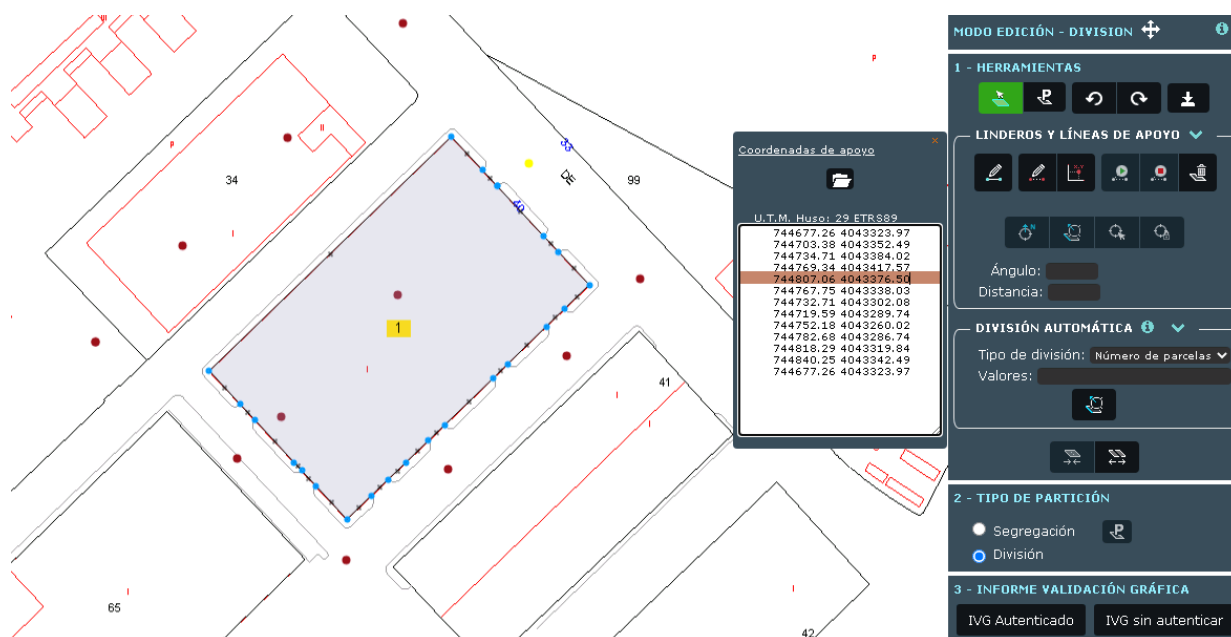 MODO EDICIÓN - DIVISION
1 - HERRAMIENTAS
LINDEROS Y LÍNEAS DE APOYO
Ángulo:
Distancia:
DIVISIÓN AUTOMÁTICA
Tipo de división: Número de parcelas
Valores:
2 - TIPO DE PARTICIÓN
Segregación
División
3 - INFORME VALIDACIÓN GRÁFICA
IVG Autenticado IVG sin autenticar
Coordenadas de apoyo
U.T.M. Huso: 29 ETRS89
744677.26 4043323.97
744703.38 4043352.49
744734.71 4043384.02
744769.34 4043417.57
744807.06 4043376.50
744767.75 4043338.03
744732.71 4043302.08
744719.59 4043289.74
744752.18 4043260.02
744782.68 4043286.74
744818.29 4043319.84
744840.25 4043342.49
744677.26 4043323.97
P
II
P
34
I
33
DE
99
40
1
I
41
I
I
I
65
I
42